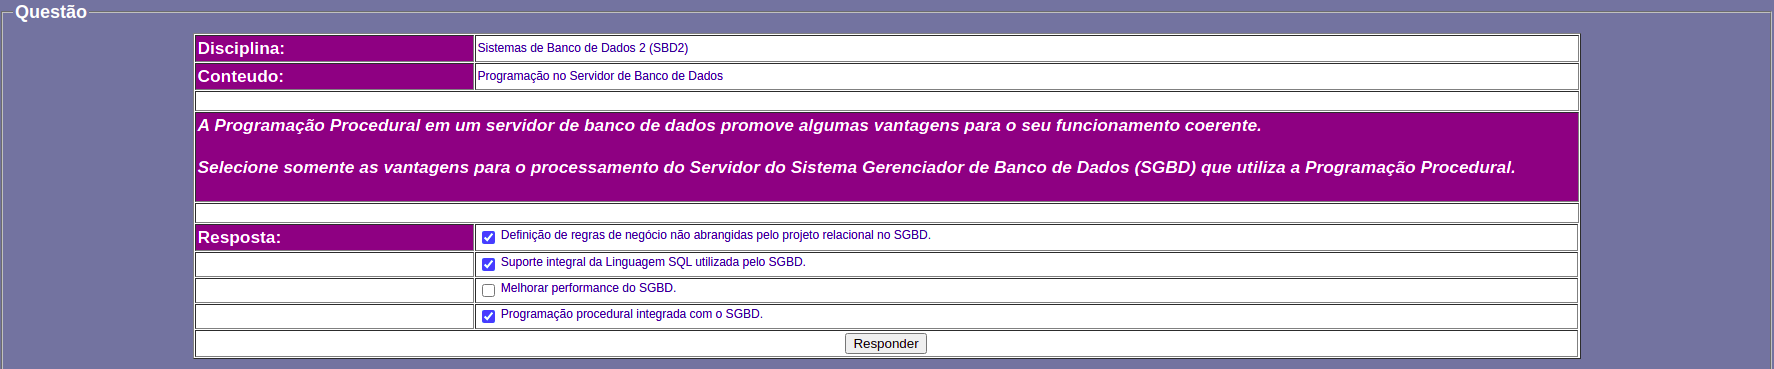 Questão
Disciplina: Sistemas de Banco de Dados 2 (SBD2)
Conteudo: Programação no Servidor de Banco de Dados
A Programação Procedural em um servidor de banco de dados promove algumas vantagens para o seu funcionamento coerente.
Selecione somente as vantagens para o processamento do Servidor do Sistema Gerenciador de Banco de Dados (SGBD) que utiliza a Programação Procedural.
Resposta: Definição de regras de negócio não abrangidas pelo projeto relacional no SGBD.
Suporte integral da Linguagem SQL utilizada pelo SGBD.
Melhorar performance do SGBD.
Programação procedural integrada com o SGBD.
Responder